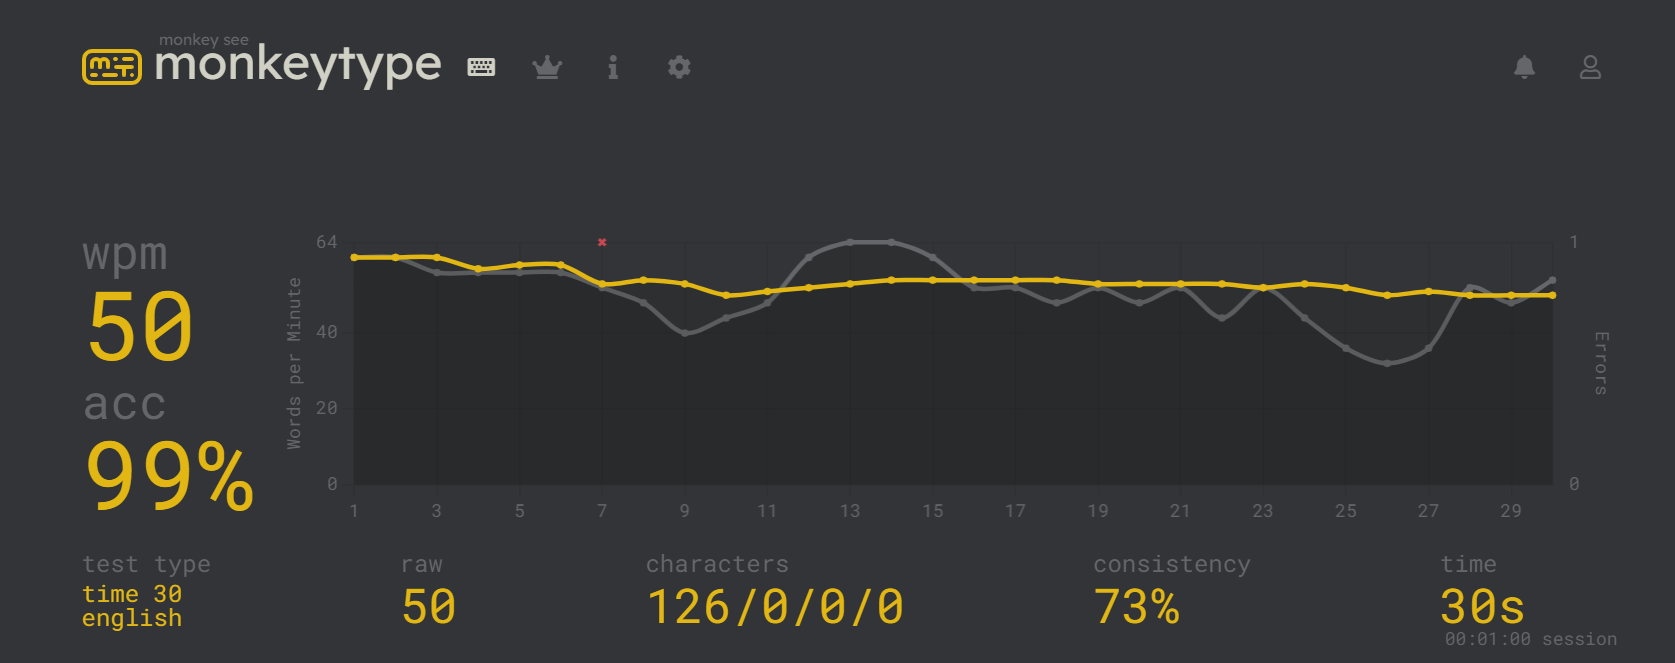 monkey see
monkeytype
wpm
50
acc
99%
Words per Minute
64
40
20
0
1
0
Errors
1 3 5 7 9 11 13 15 17 19 21 23 25 27 29
test type
time 30
english
raw
50
characters
126/0/0/0
consistency
73%
time
30s
00:01:00 session